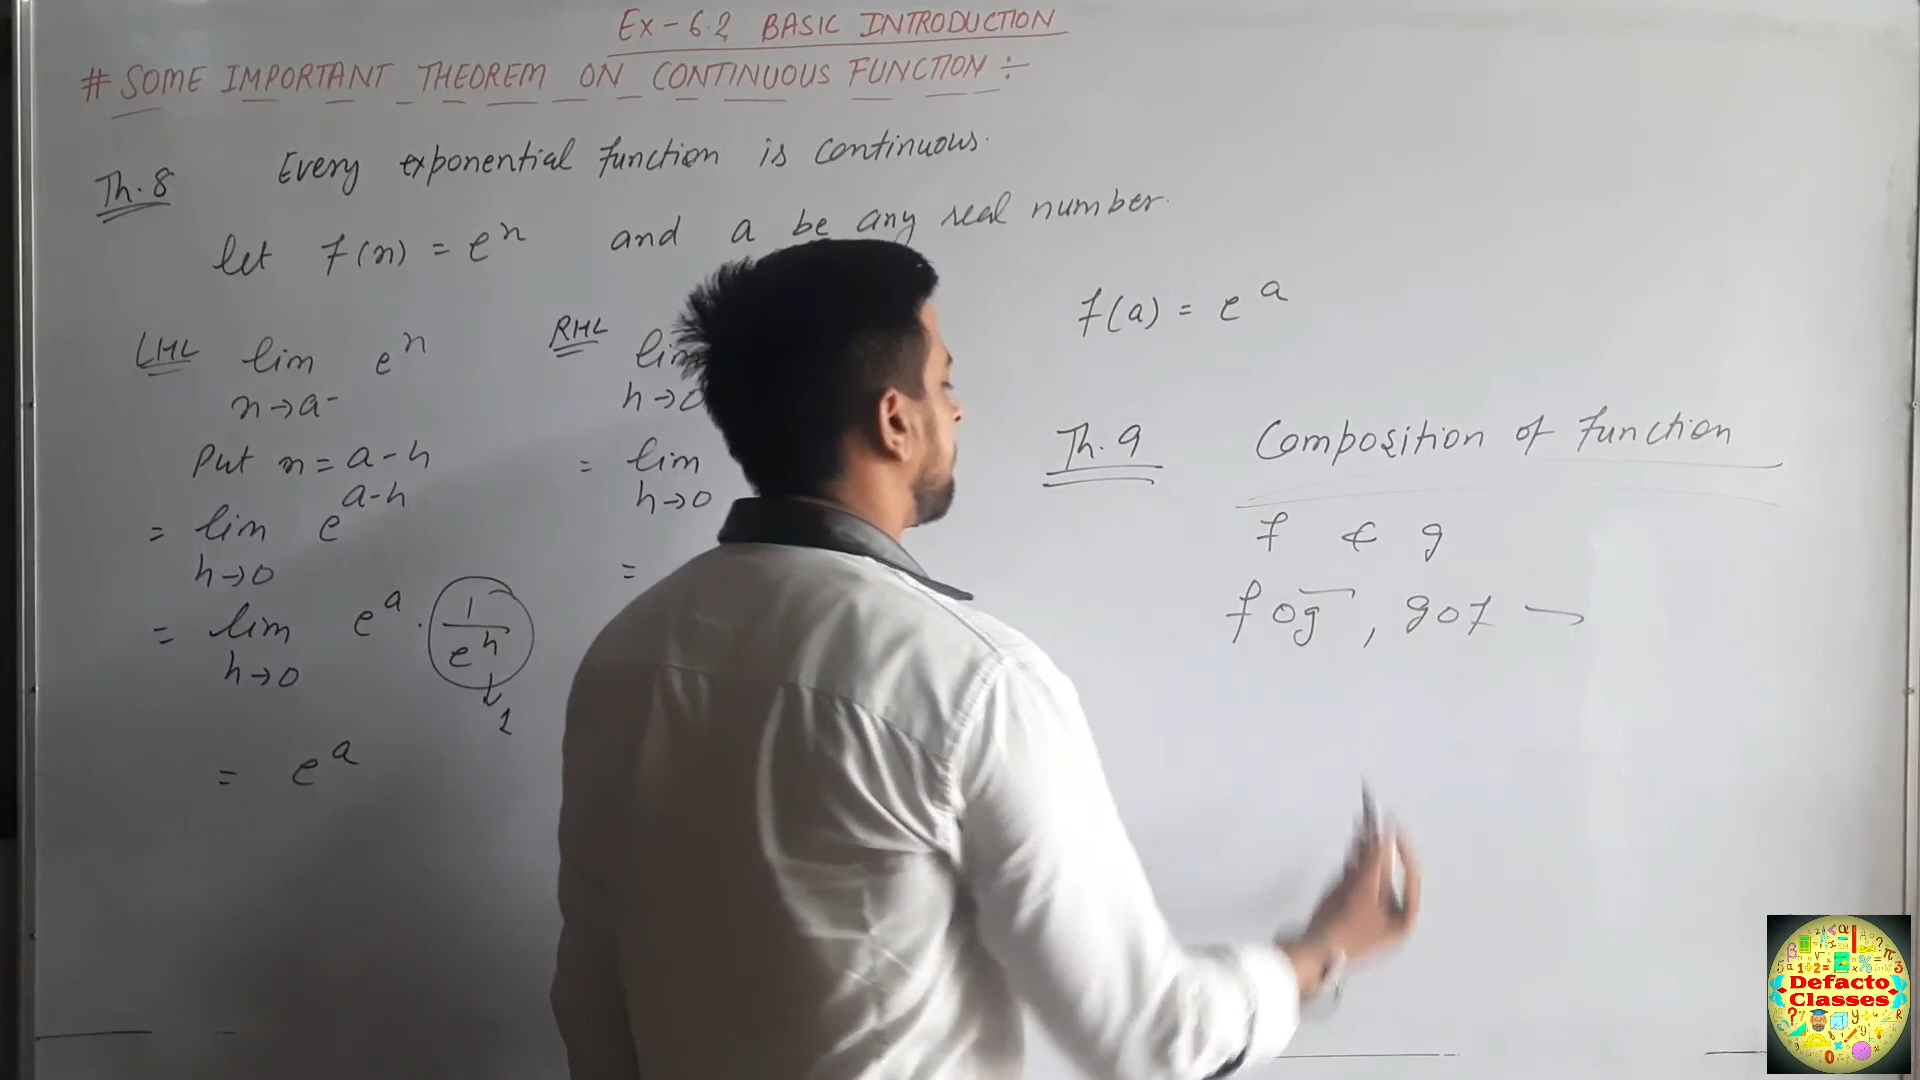 Ex - 6.2 BASIC INTRODUCTION
# SOME IMPORTANT THEOREM ON CONTINUOUS FUNCTION :-
Th. 8 Every exponential function is continuous.
let f(x) = e^x and a be any real number.
f(a) = e^a
LHL lim e^x
x→a-
Put x = a-h
= lim e^a-h
h→0
= lim e^a . 1/e^h
h→0
↓
1
= e^a
RHL lim
h→0
= lim
h→0
=
Th. 9 Composition of function
f & g
fog, gof
Defacto
Classes